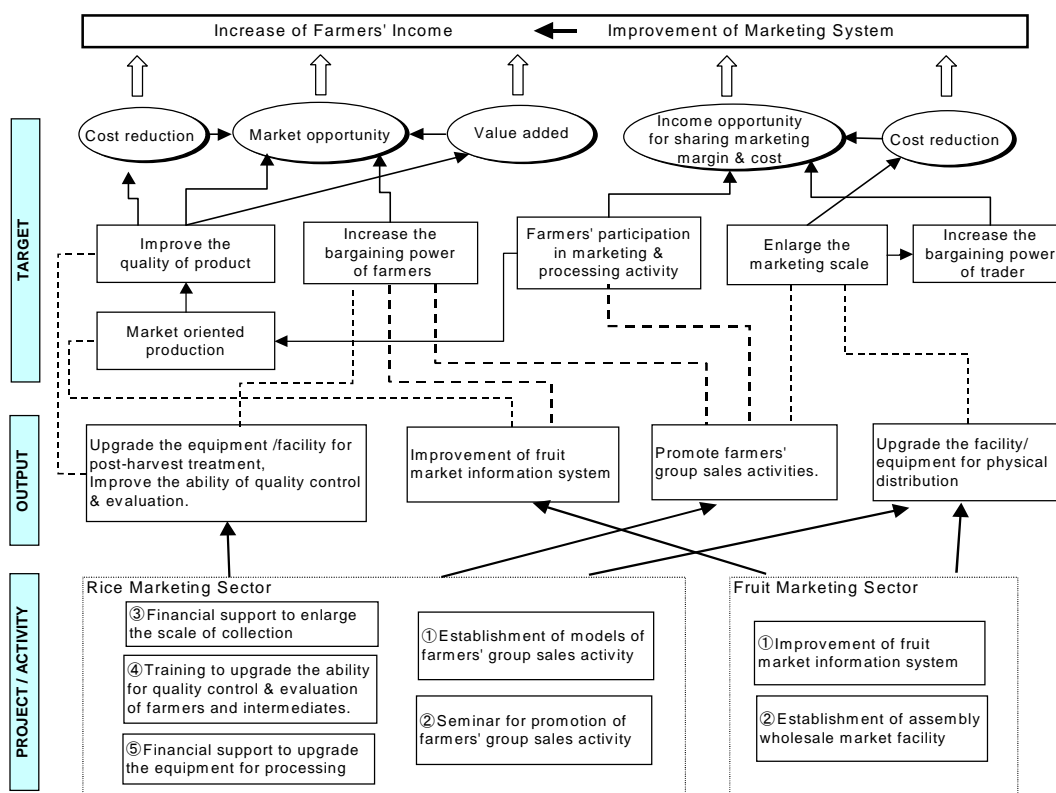 Increase of Farmers' Income
Improvement of Marketing System
Cost reduction
Market opportunity
Value added
Income opportunity
for sharing marketing
margin & cost
Cost reduction
TARGET
Improve the
quality of product
Increase the
bargaining power
of farmers
Farmers' participation
in marketing &
processing activity
Enlarge the
marketing scale
Increase the
bargaining power
of trader
Market oriented
production
OUTPUT
Upgrade the equipment /facility for
post-harvest treatment,
Improve the ability of quality control
& evaluation.
Improvement of fruit
market information system
Promote farmers'
group sales activities.
Upgrade the facility/
equipment for physical
distribution
PROJECT / ACTIVITY
Rice Marketing Sector
③Financial support to enlarge
the scale of collection
④Training to upgrade the ability
for quality control & evaluation
of farmers and intermediates.
⑤Financial support to upgrade
the equipment for processing
①Establishment of models of
farmers' group sales activity
②Seminar for promotion of
farmers' group sales activity
Fruit Marketing Sector
①Improvement of fruit
market information system
②Establishment of assembly
wholesale market facility